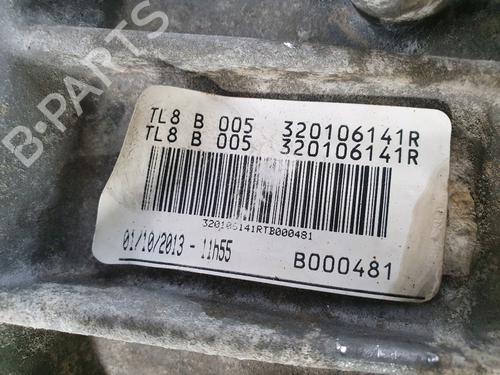 B-PARTS
TL8 B 005 320106141R
TL8 B 005 320106141R
320106141RTB000481
01/10/2013 - 11h55
B000481